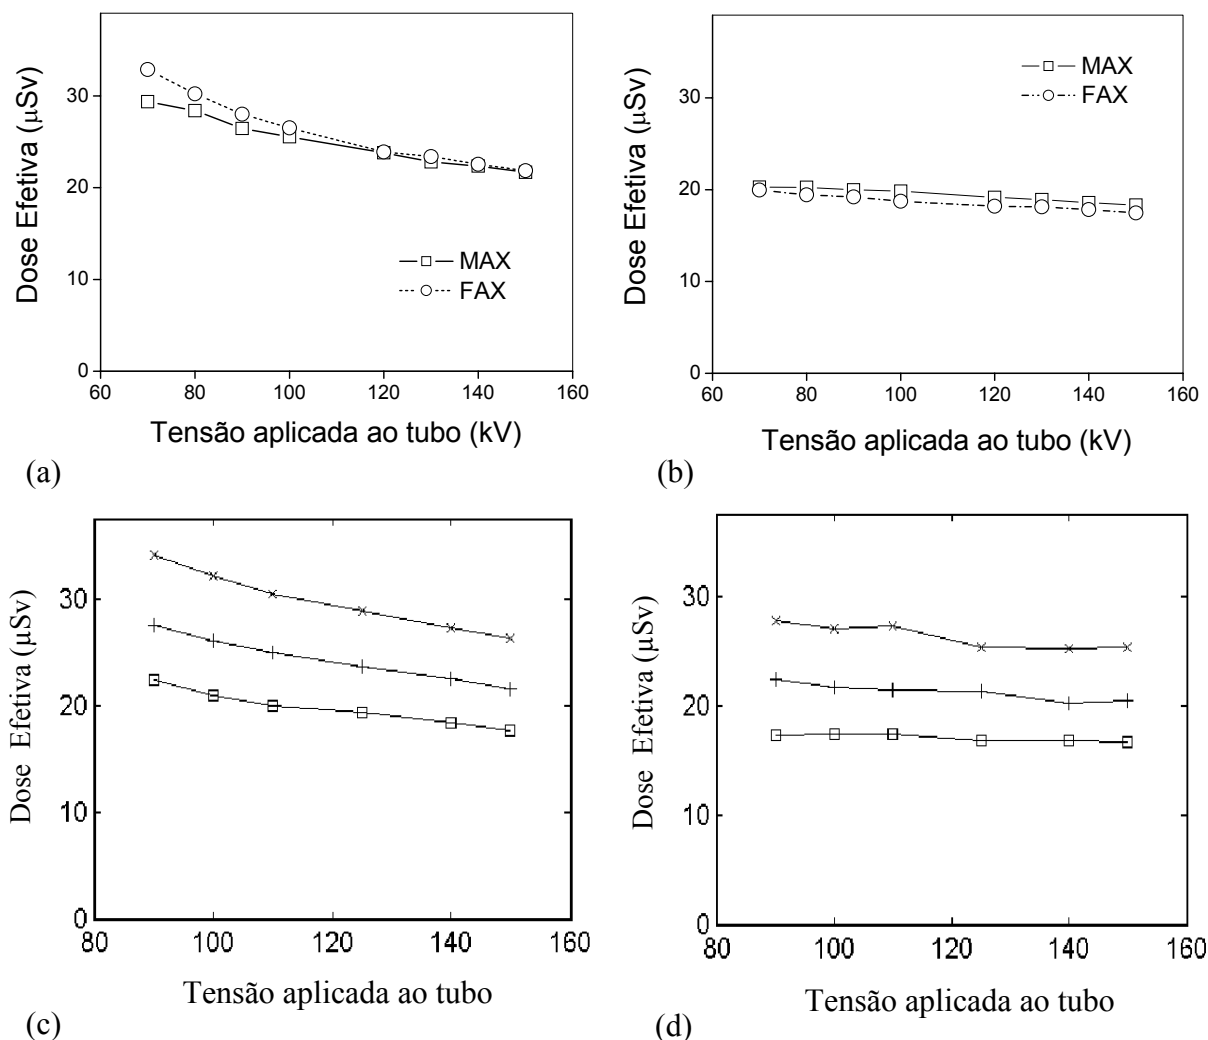 Dose Efetiva (µSv)
30
20
10
0
MAX
FAX
60 80 100 120 140 160
Tensão aplicada ao tubo (kV)
(a)
Dose Efetiva (µSv)
30
20
10
0
MAX
FAX
60 80 100 120 140 160
Tensão aplicada ao tubo (kV)
(b)
Dose Efetiva (µSv)
30
20
10
0
80 100 120 140 160
Tensão aplicada ao tubo
(c)
Dose Efetiva (µSv)
30
20
10
0
80 100 120 140 160
Tensão aplicada ao tubo
(d)